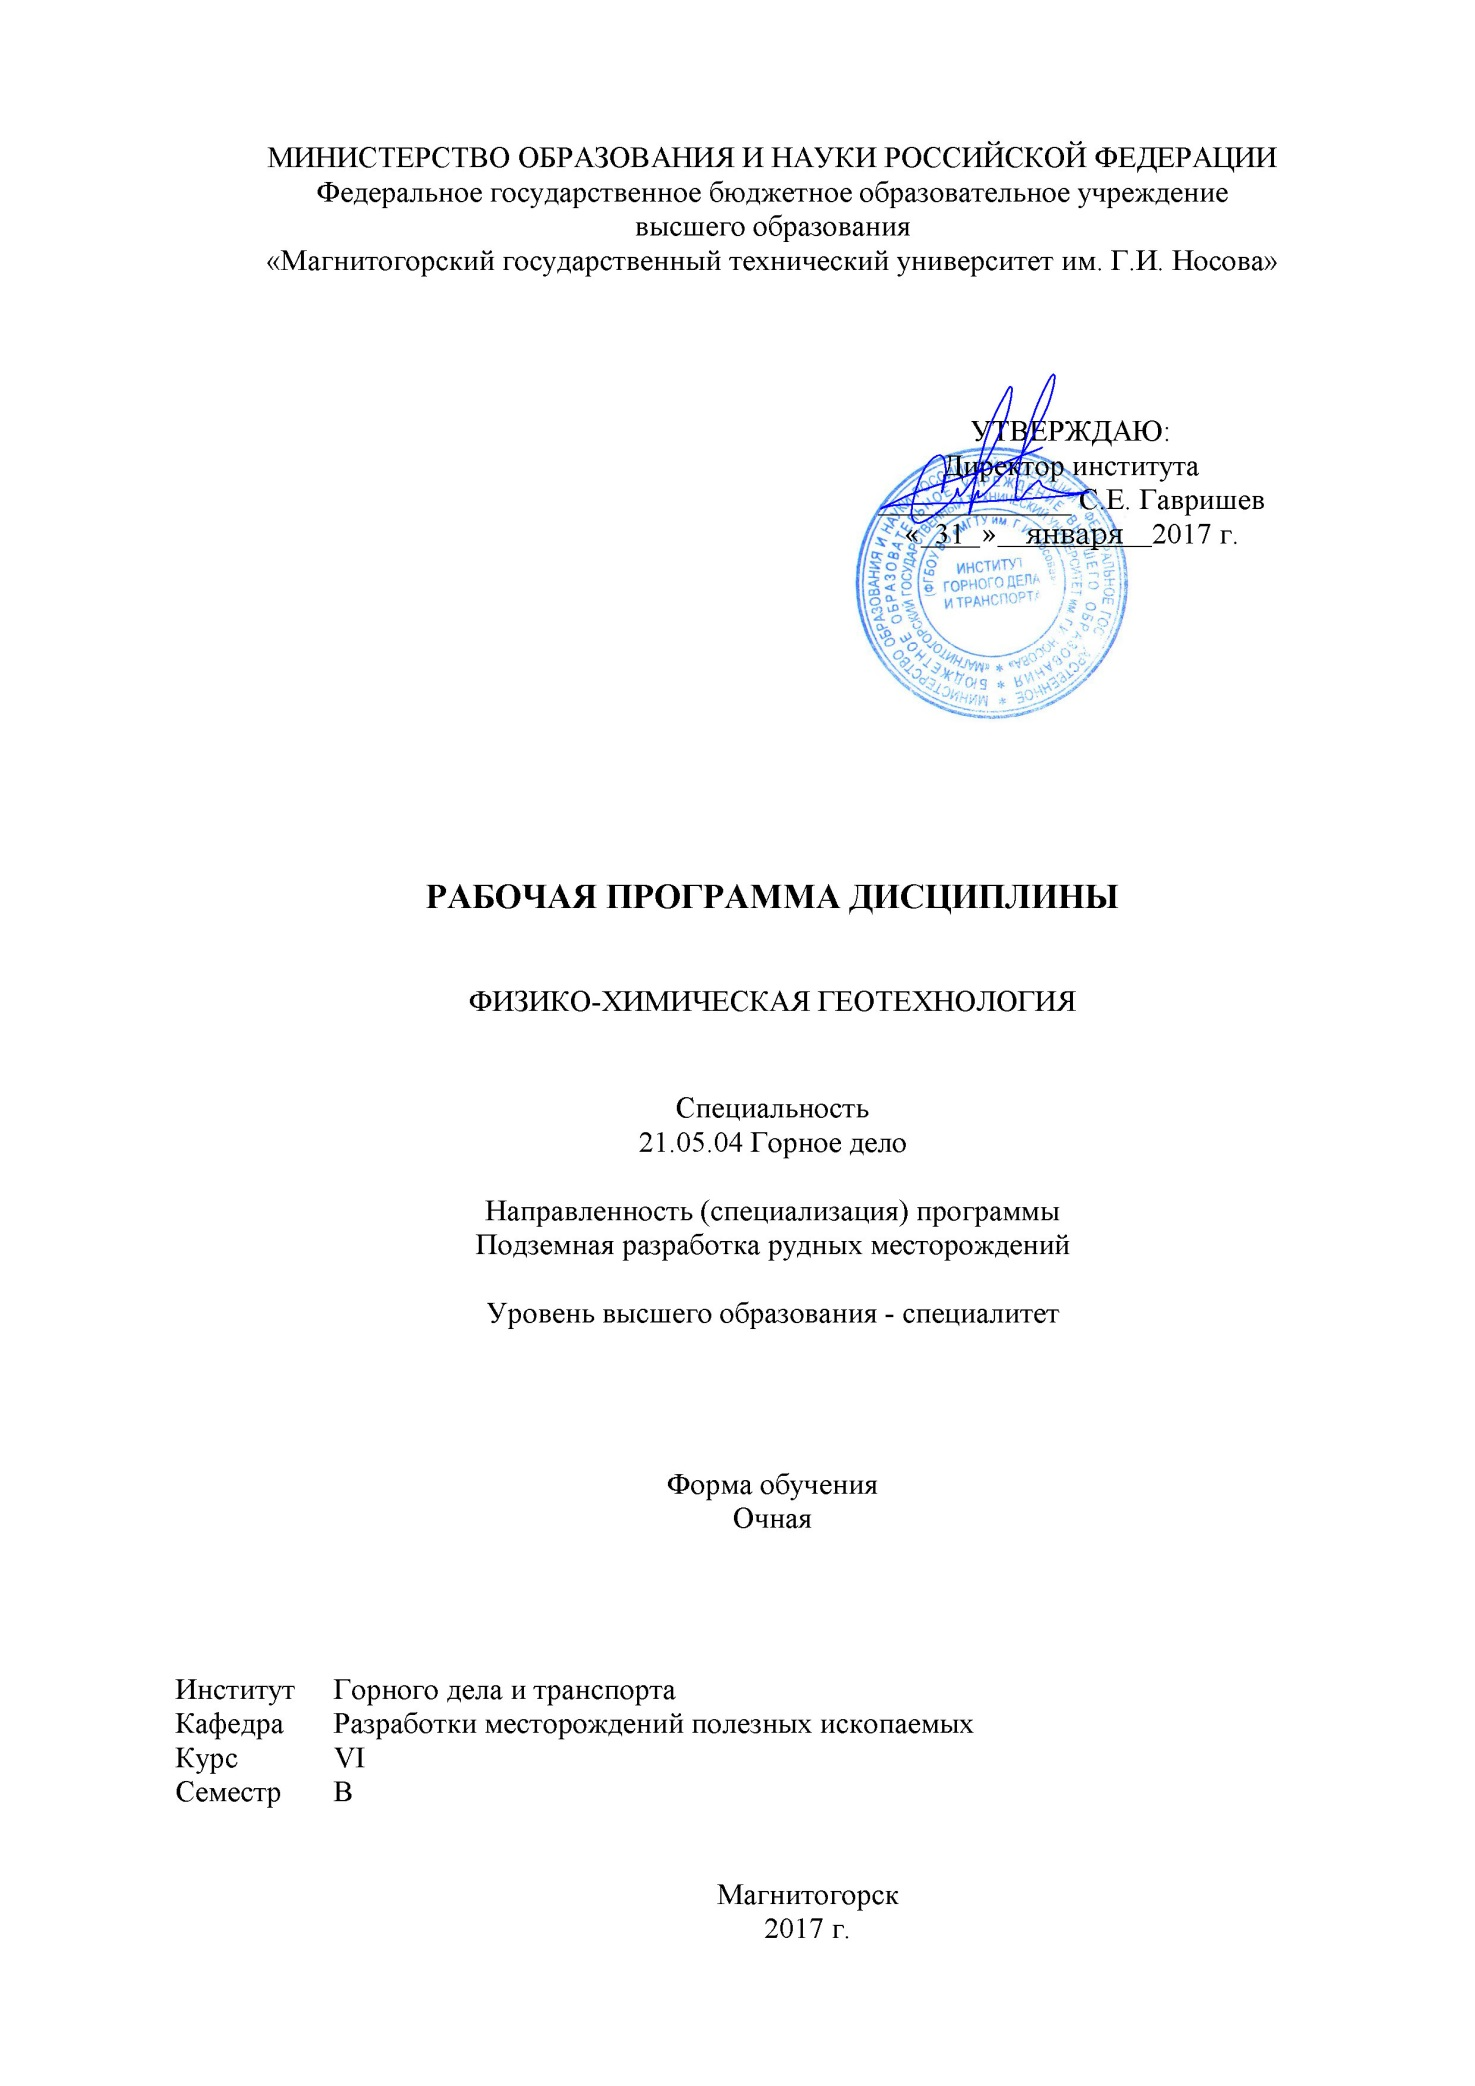 МИНИСТЕРСТВО ОБРАЗОВАНИЯ И НАУКИ РОССИЙСКОЙ ФЕДЕРАЦИИ
Федеральное государственное бюджетное образовательное учреждение
высшего образования
«Магнитогорский государственный технический университет им. Г.И. Носова»
УТВЕРЖДАЮ:
Директор института
С.Е. Гавришев
« 31 » января 2017 г.
ИНСТИТУТ
ГОРНОГО ДЕЛА
И ТРАНСПОРТА
РАБОЧАЯ ПРОГРАММА ДИСЦИПЛИНЫ
ФИЗИКО-ХИМИЧЕСКАЯ ГЕОТЕХНОЛОГИЯ
Специальность
21.05.04 Горное дело
Направленность (специализация) программы
Подземная разработка рудных месторождений
Уровень высшего образования - специалитет
Форма обучения
Очная
Институт Горного дела и транспорта
Кафедра Разработки месторождений полезных ископаемых
Курс VI
Семестр В
Магнитогорск
2017 г.